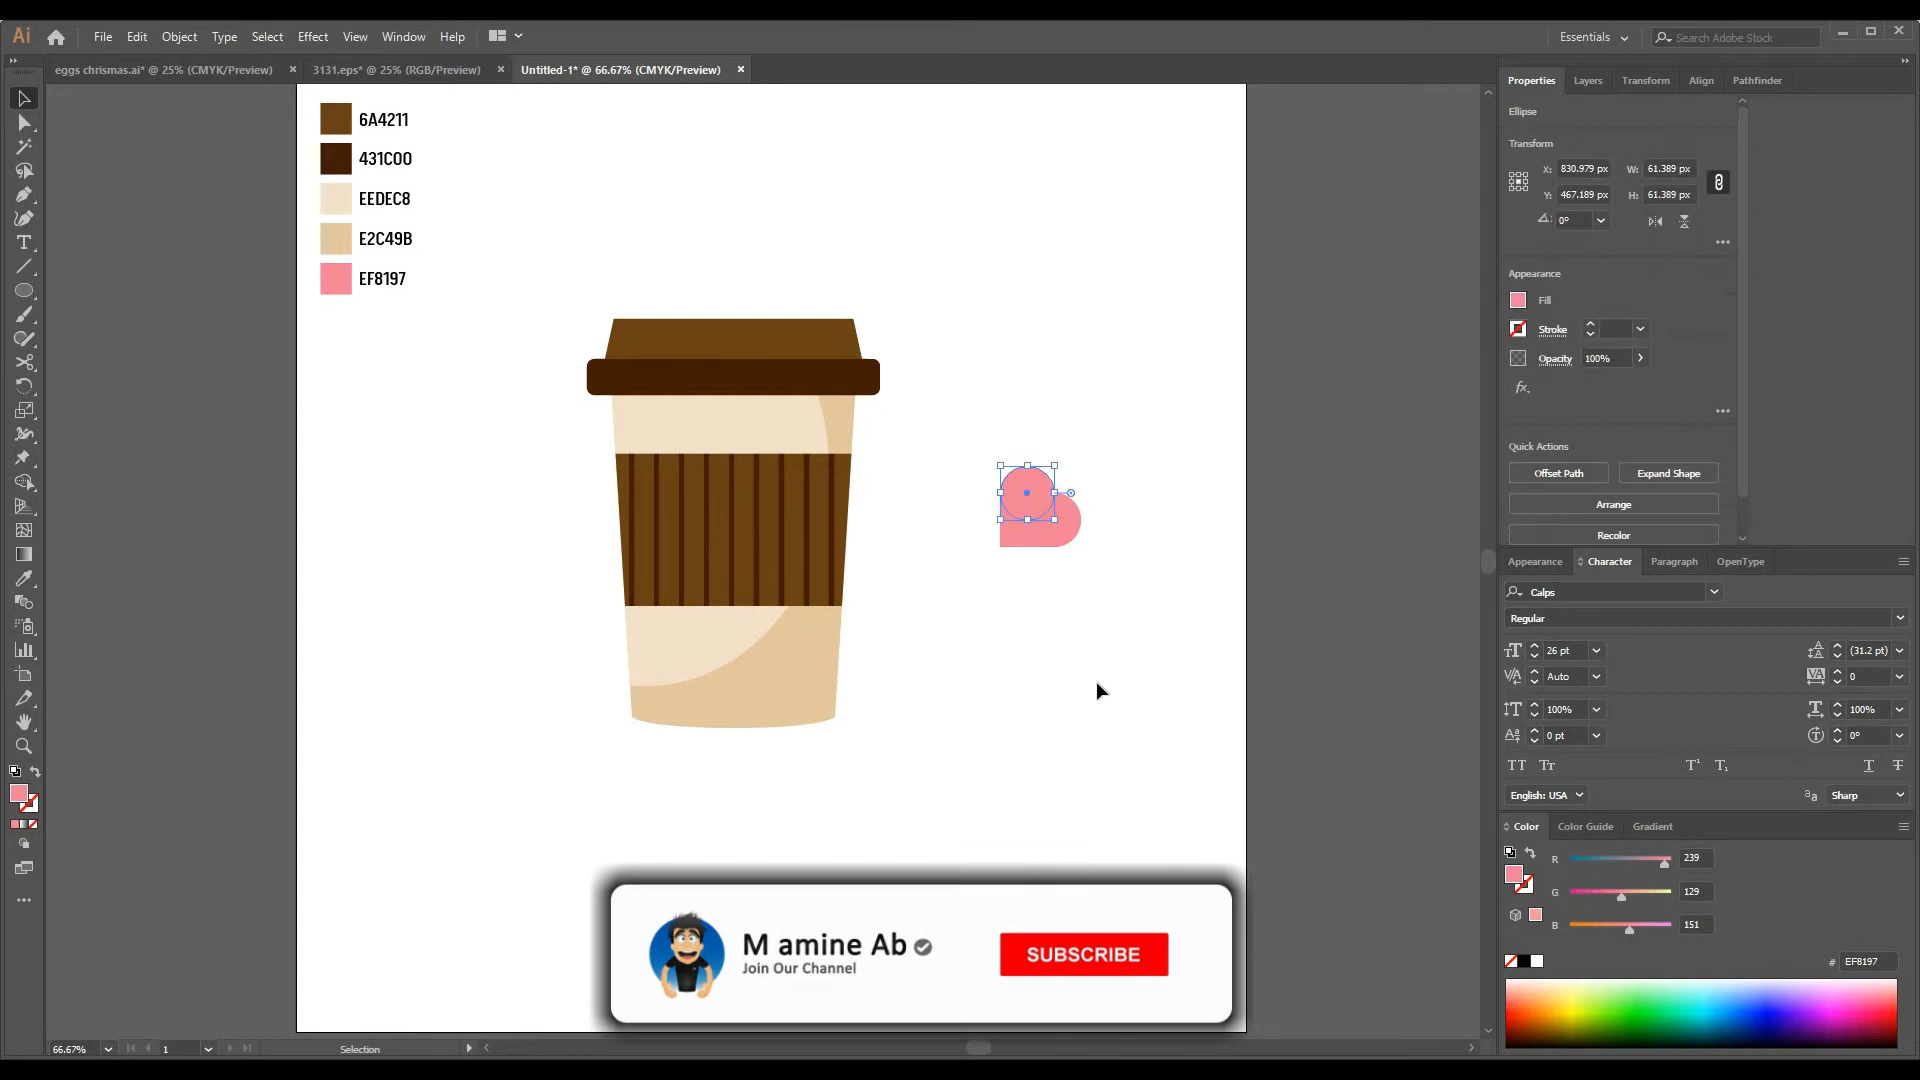 Ai File Edit Object Type Select Effect View Window Help Essentials Search Adobe Stock
eggs chrismas.ai* @ 25% (CMYK/Preview) × 3131.eps* @ 25% (RGB/Preview) × Untitled-1* @ 66.67% (CMYK/Preview) ×
6A4211
431C00
EEDEC8
E2C49B
EF8197
Properties Layers Transform Align Pathfinder
Ellipse
Transform
X: 830.979 px W: 61.389 px
Y: 467.189 px H: 61.389 px
0°
Appearance
Fill
Stroke
Opacity 100%
fx.
Quick Actions
Offset Path Expand Shape
Arrange
Recolor
Appearance Character Paragraph OpenType
Calps
Regular
26 pt (31.2 pt)
Auto 0
100% 100%
0 pt 0°
TT Tr T¹ T₁ T T
English: USA aa Sharp
Color Color Guide Gradient
R 239
G 129
B 151
# EF8197
M amine Ab
Join Our Channel
SUBSCRIBE
66.67% 1 Selection